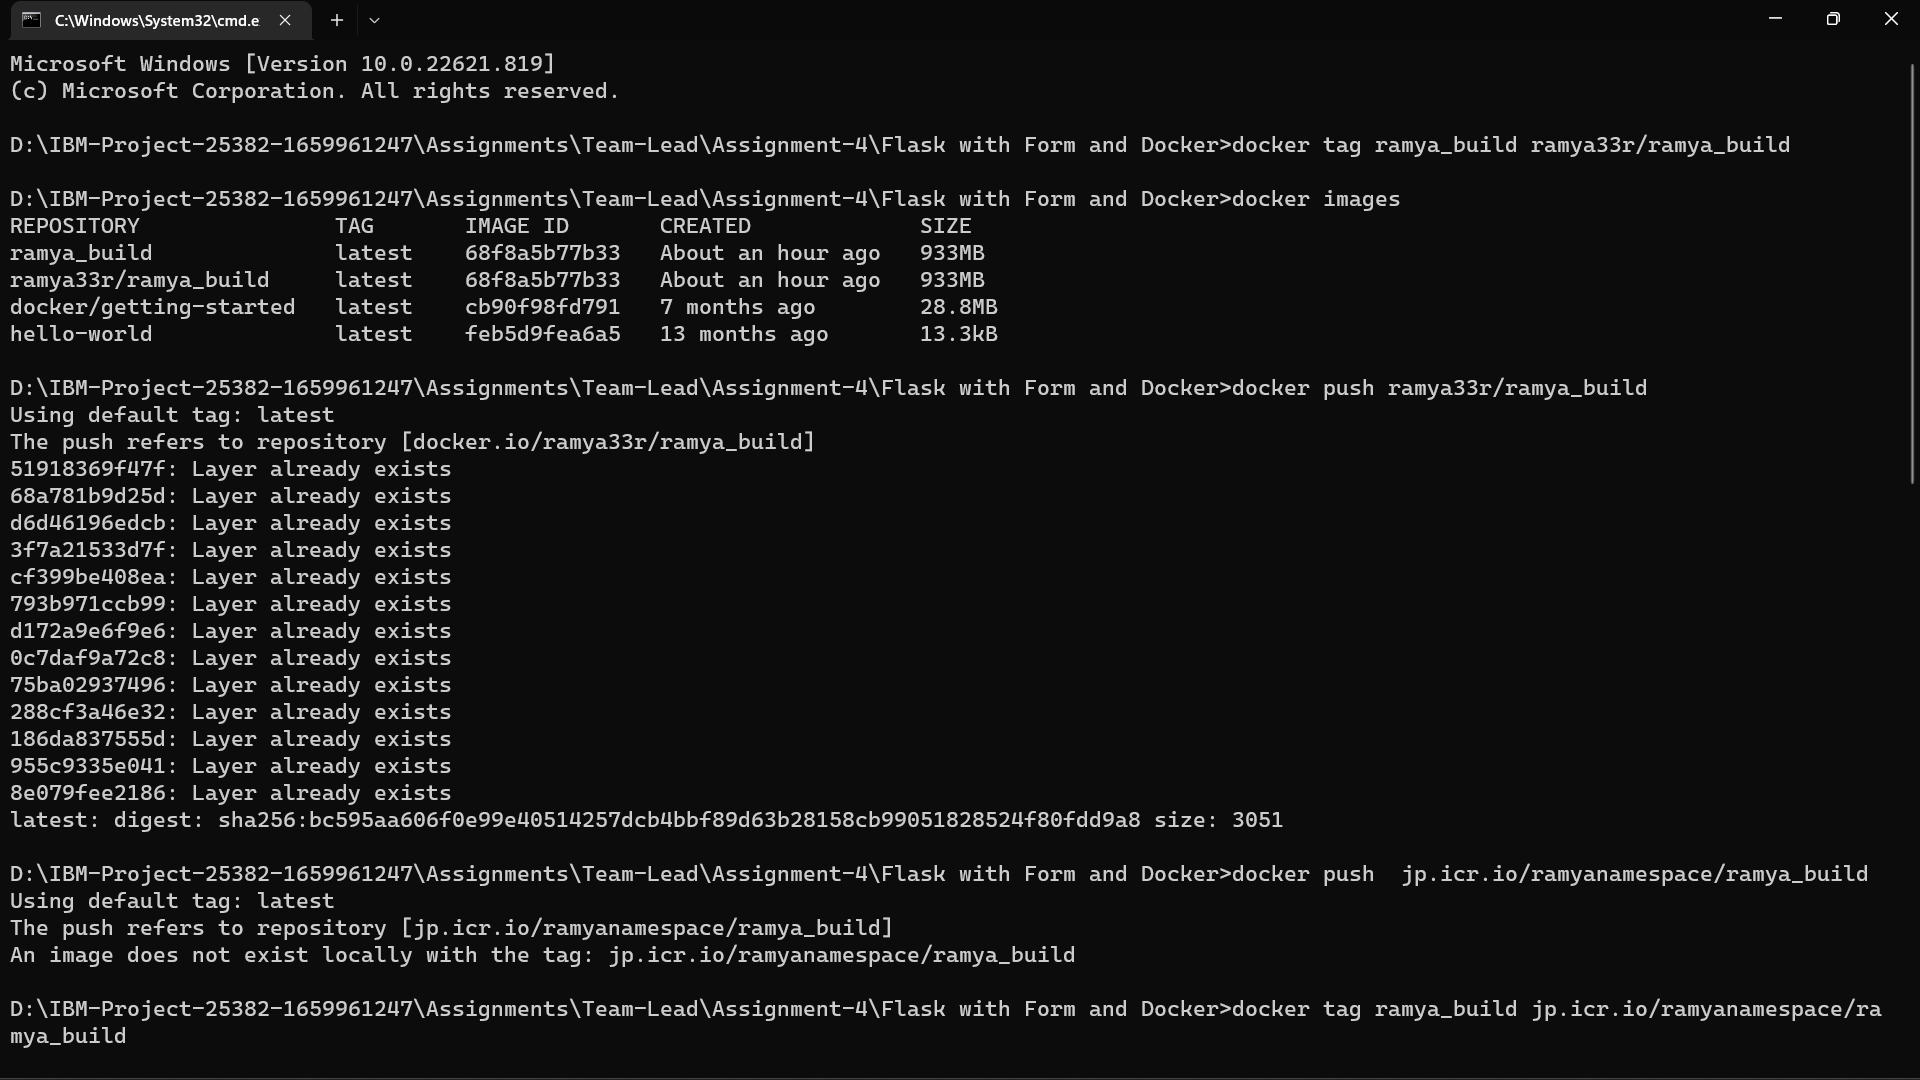 C:\Windows\System32\cmd.e
Microsoft Windows [Version 10.0.22621.819]
(c) Microsoft Corporation. All rights reserved.
D:\IBM-Project-25382-1659961247\Assignments\Team-Lead\Assignment-4\Flask with Form and Docker>docker tag ramya_build ramya33r/ramya_build
D:\IBM-Project-25382-1659961247\Assignments\Team-Lead\Assignment-4\Flask with Form and Docker>docker images
REPOSITORY TAG IMAGE ID CREATED SIZE
ramya_build latest 68f8a5b77b33 About an hour ago 933MB
ramya33r/ramya_build latest 68f8a5b77b33 About an hour ago 933MB
docker/getting-started latest cb90f98fd791 7 months ago 28.8MB
hello-world latest feb5d9fea6a5 13 months ago 13.3kB
D:\IBM-Project-25382-1659961247\Assignments\Team-Lead\Assignment-4\Flask with Form and Docker>docker push ramya33r/ramya_build
Using default tag: latest
The push refers to repository [docker.io/ramya33r/ramya_build]
51918369f47f: Layer already exists
68a781b9d25d: Layer already exists
d6d46196edcb: Layer already exists
3f7a21533d7f: Layer already exists
cf399be408ea: Layer already exists
793b971ccb99: Layer already exists
d172a9e6f9e6: Layer already exists
0c7daf9a72c8: Layer already exists
75ba02937496: Layer already exists
288cf3a46e32: Layer already exists
186da837555d: Layer already exists
955c9335e041: Layer already exists
8e079fee2186: Layer already exists
latest: digest: sha256:bc595aa606f0e99e40514257dcb4bbf89d63b28158cb99051828524f80fdd9a8 size: 3051
D:\IBM-Project-25382-1659961247\Assignments\Team-Lead\Assignment-4\Flask with Form and Docker>docker push  jp.icr.io/ramyanamespace/ramya_build
Using default tag: latest
The push refers to repository [jp.icr.io/ramyanamespace/ramya_build]
An image does not exist locally with the tag: jp.icr.io/ramyanamespace/ramya_build
D:\IBM-Project-25382-1659961247\Assignments\Team-Lead\Assignment-4\Flask with Form and Docker>docker tag ramya_build jp.icr.io/ramyanamespace/ra
mya_build